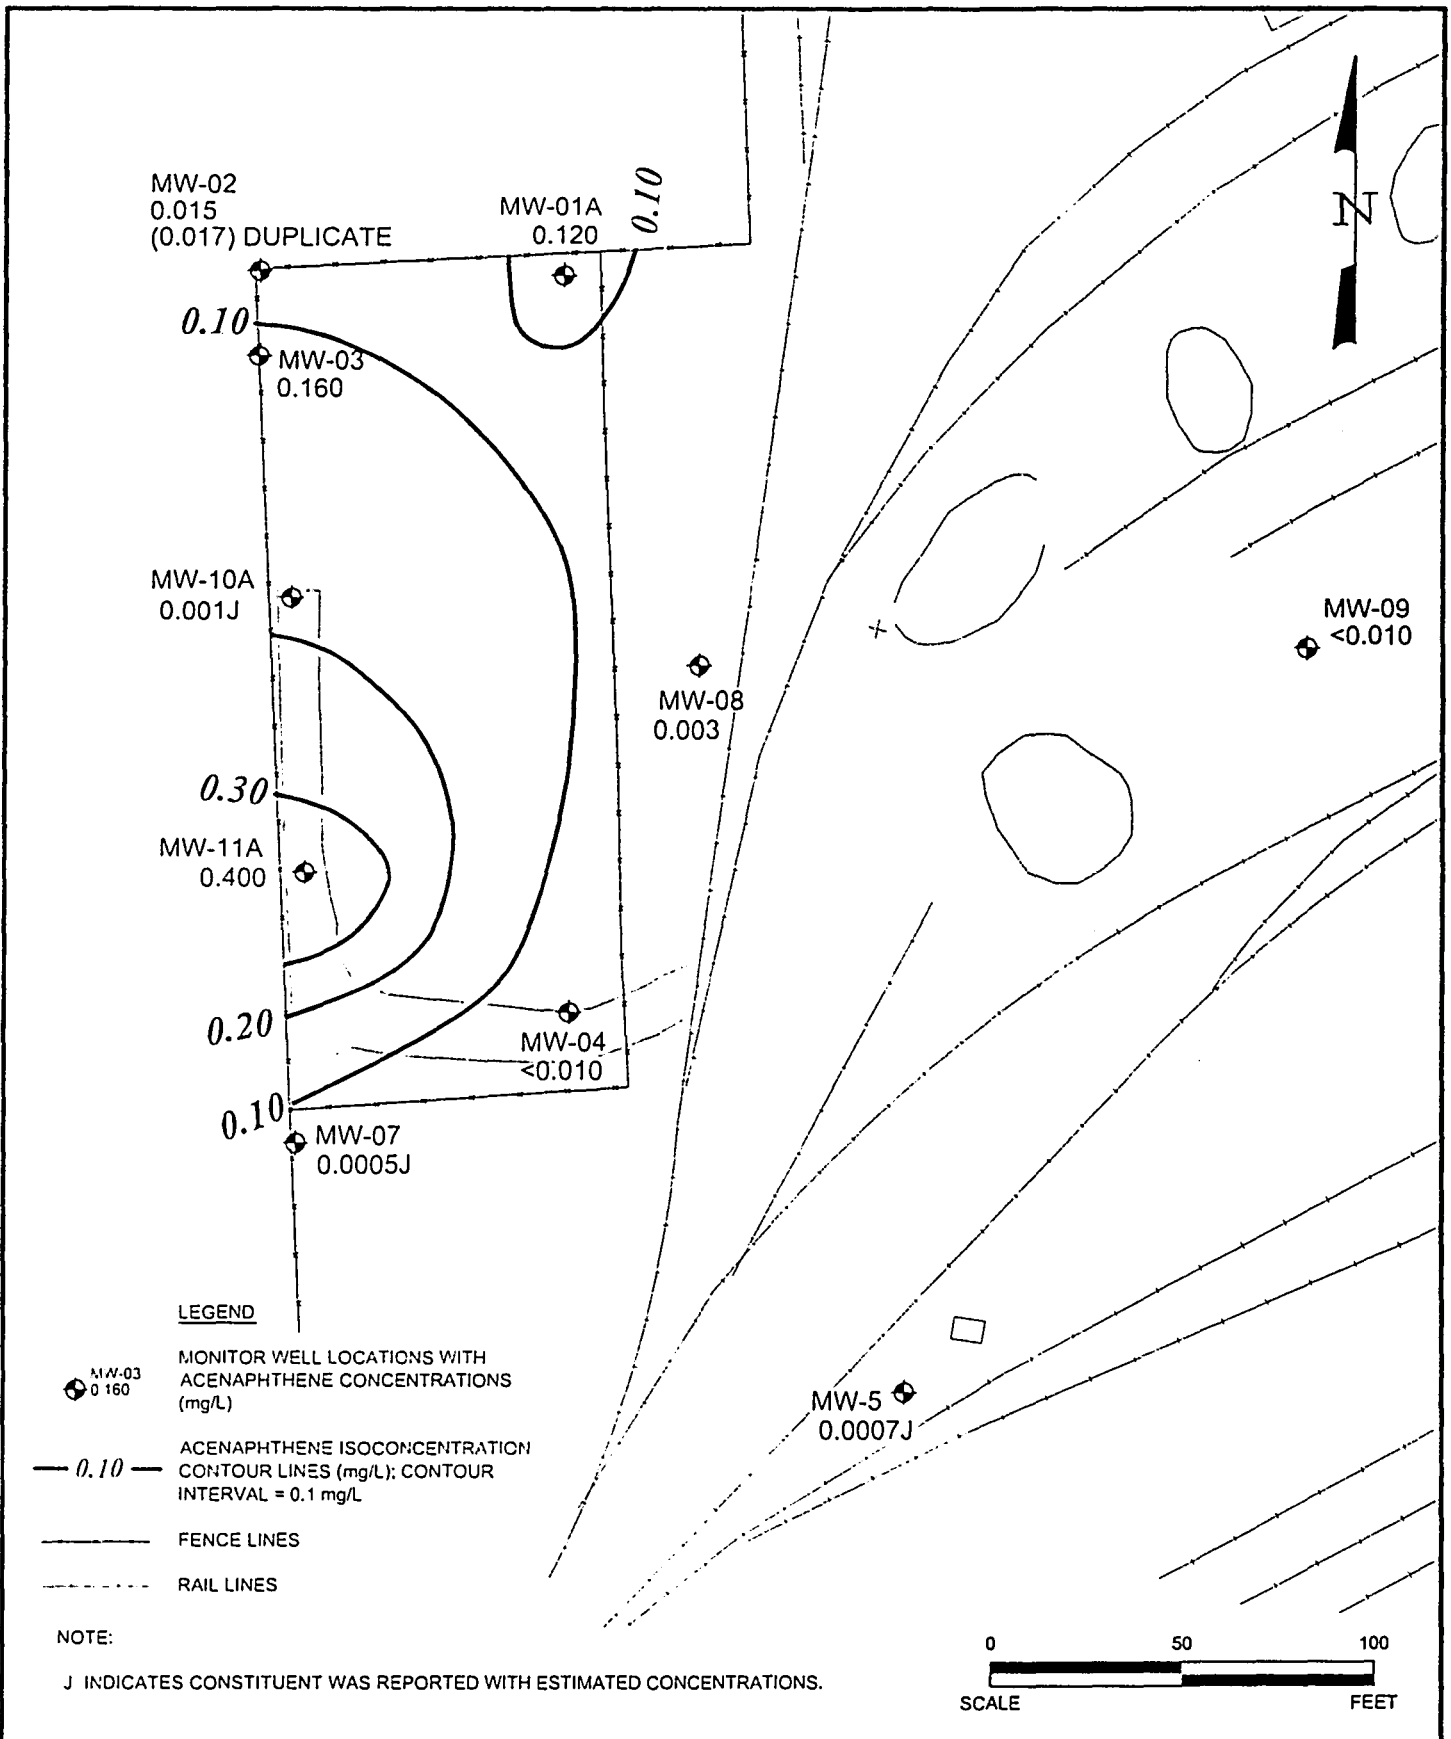 MW-02
0.015
(0.017) DUPLICATE
MW-01A
0.120
0.10
N
0.10
MW-03
0.160
MW-10A
0.001J
MW-09
<0.010
MW-08
0.003
0.30
MW-11A
0.400
0.20
MW-04
<0.010
0.10
MW-07
0.0005J
LEGEND
MW-03
0.160
MONITOR WELL LOCATIONS WITH
ACENAPHTHENE CONCENTRATIONS
(mg/L)
MW-5
0.0007J
0.10
ACENAPHTHENE ISOCONCENTRATION
CONTOUR LINES (mg/L); CONTOUR
INTERVAL = 0.1 mg/L
FENCE LINES
RAIL LINES
NOTE:
J INDICATES CONSTITUENT WAS REPORTED WITH ESTIMATED CONCENTRATIONS.
0 50 100
SCALE FEET